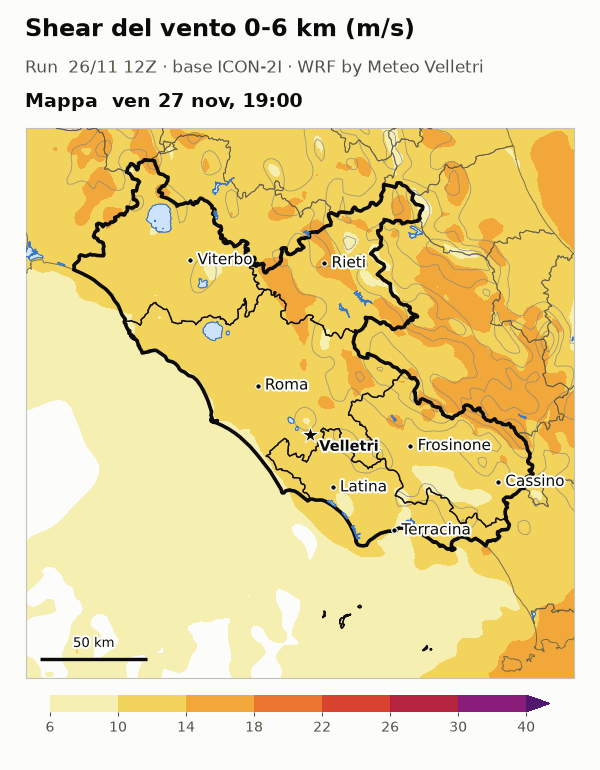 Shear del vento 0-6 km (m/s)
Run 26/11 12Z · base ICON-2I · WRF by Meteo Velletri
Mappa ven 27 nov, 19:00
Viterbo
Rieti
Roma
Velletri
Frosinone
Cassino
Latina
Terracina
50 km
6 10 14 18 22 26 30 40